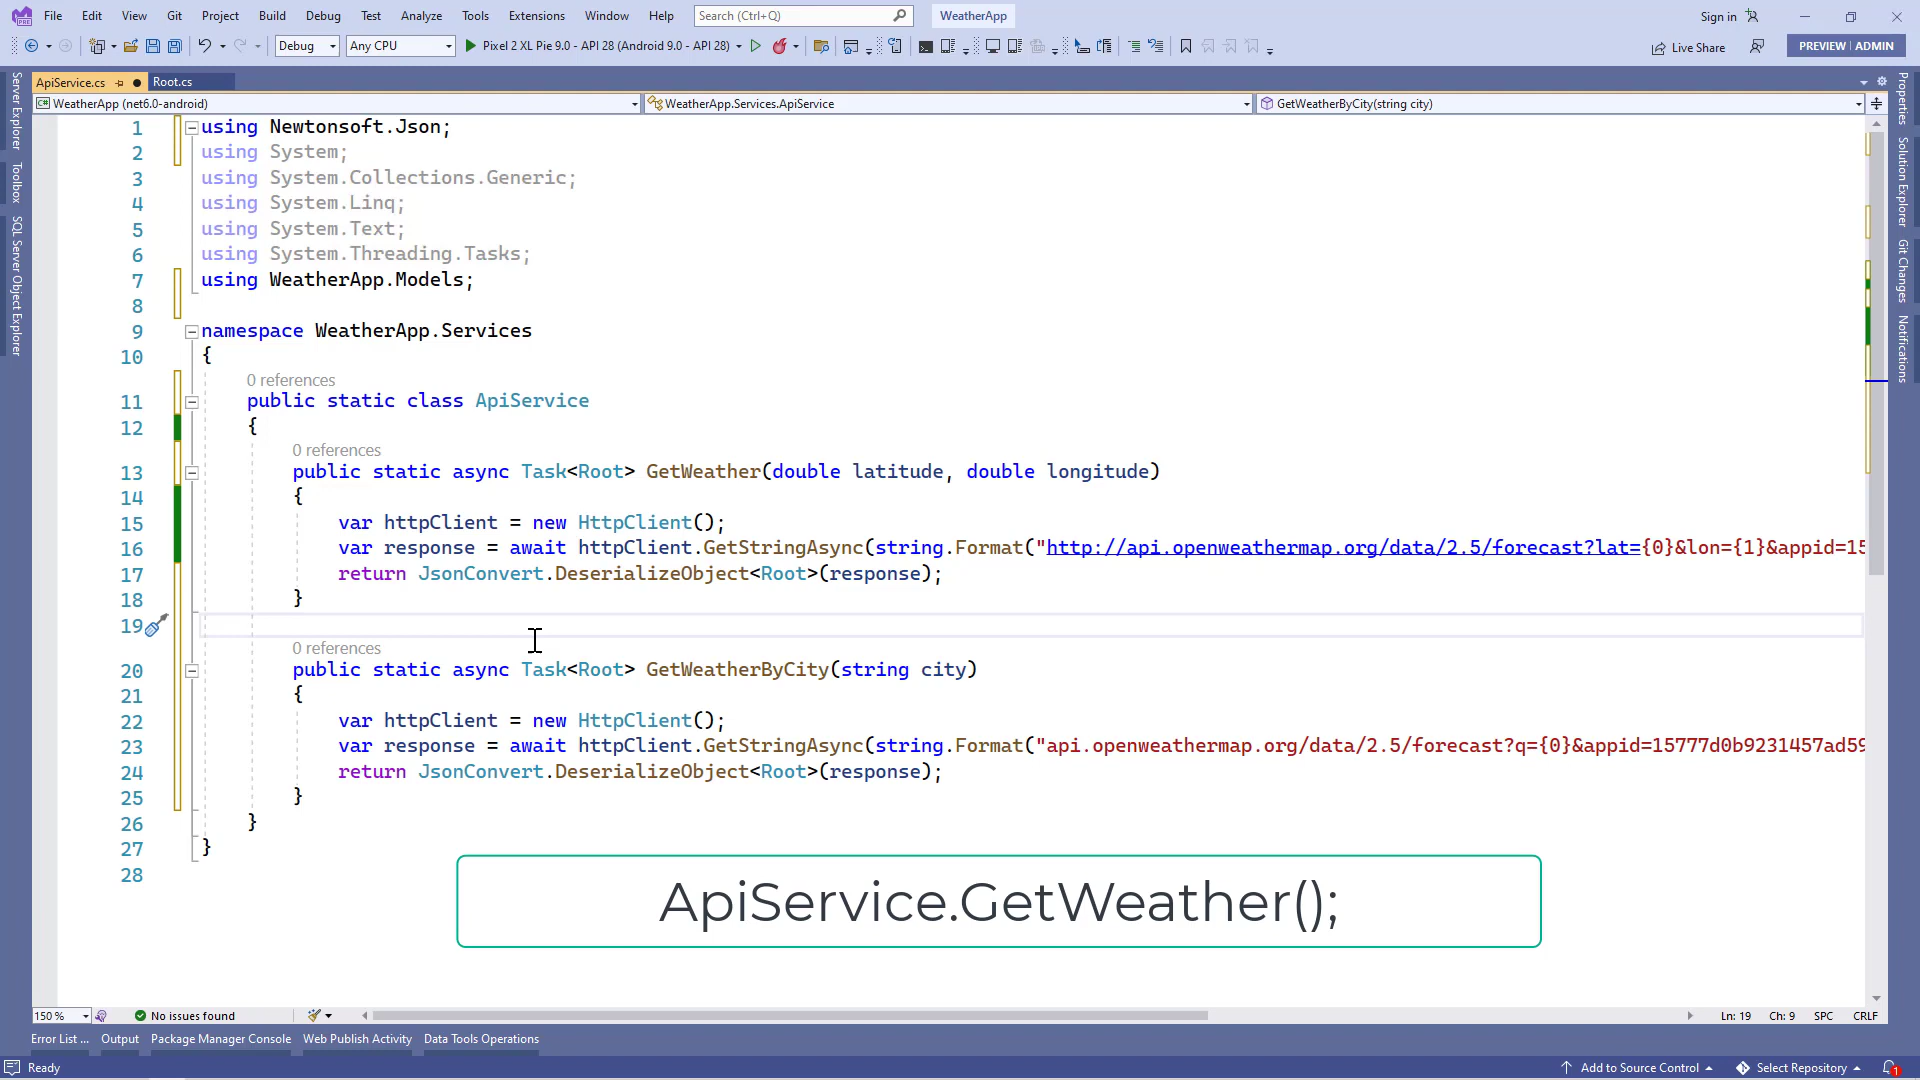 File Edit View Git Project Build Debug Test Analyze Tools Extensions Window Help Search (Ctrl+Q) WeatherApp Sign in
Debug Any CPU Pixel 2 XL Pie 9.0 - API 28 (Android 9.0 - API 28) Live Share PREVIEW | ADMIN
ApiService.cs Root.cs
WeatherApp (net6.0-android) WeatherApp.Services.ApiService GetWeatherByCity(string city)
Server Explorer
Toolbox
SQL Server Object Explorer
1 using Newtonsoft.Json;
2 using System;
3 using System.Collections.Generic;
4 using System.Linq;
5 using System.Text;
6 using System.Threading.Tasks;
7 using WeatherApp.Models;
8
9 namespace WeatherApp.Services
10 {
0 references
11 public static class ApiService
12 {
0 references
13 public static async Task<Root> GetWeather(double latitude, double longitude)
14 {
15 var httpClient = new HttpClient();
16 var response = await httpClient.GetStringAsync(string.Format("http://api.openweathermap.org/data/2.5/forecast?lat={0}&lon={1}&appid=15
17 return JsonConvert.DeserializeObject<Root>(response);
18 }
19
0 references
20 public static async Task<Root> GetWeatherByCity(string city)
21 {
22 var httpClient = new HttpClient();
23 var response = await httpClient.GetStringAsync(string.Format("api.openweathermap.org/data/2.5/forecast?q={0}&appid=15777d0b9231457ad59
24 return JsonConvert.DeserializeObject<Root>(response);
25 }
26 }
27 }
28
ApiService.GetWeather();
Properties
Solution Explorer
Git Changes
Notifications
150 % No issues found Ln: 19 Ch: 9 SPC CRLF
Error List ... Output Package Manager Console Web Publish Activity Data Tools Operations
Ready Add to Source Control Select Repository 1